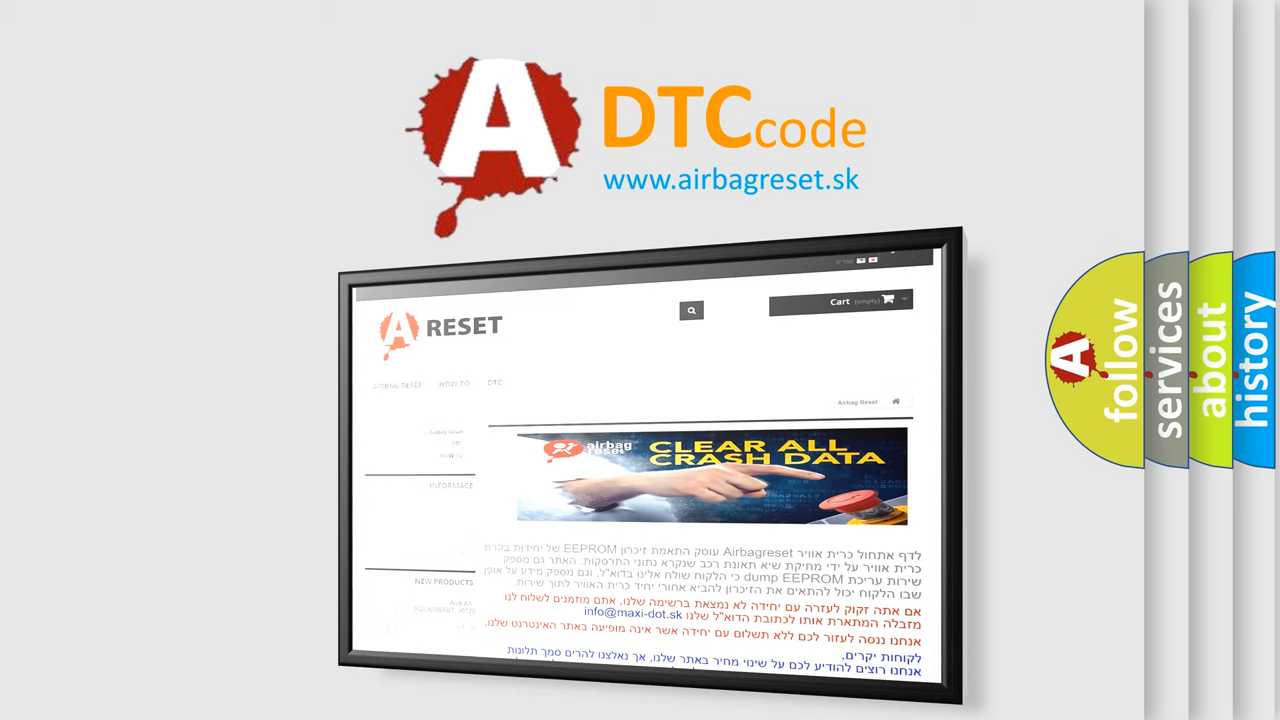 A DTCcode
www.airbagreset.sk
עברית
Cart (empty)
A RESET
AIRBAG RESET HOW TO DTC
Airbag Reset
Airbag Reset
DTC
HOW TO
INFORMACE
airbag
reset
CLEAR ALL
CRASH DATA
לדף אתחול כרית אוויר Airbagreset עוסק התאמת זיכרון EEPROM של יחידות בקרת
כרית אוויר על ידי מחיקת שיא תאונת רכב שנקרא נתוני התרסקות. האתר גם מספק
שירות עריכת dump EEPROM כי הלקוח שולח אלינו בדוא"ל, וגם מספק מידע על אופן
שבו הלקוח יכול להתאים את הזיכרון להביא אחורי יחיד כרית האוויר לתוך שירות.
NEW PRODUCTS
אם אתה זקוק לעזרה עם יחידה לא נמצאת ברשימה שלנו, אתם מוזמנים לשלוח לנו
מזבלה המתארת אותו לכתובת הדוא"ל שלנו info@maxi-dot.sk
אנחנו ננסה לעזור לכם ללא תשלום עם יחידה אשר אינה מופיעה באתר האינטרנט שלנו.
לקוחות יקרים,
אנחנו רוצים להודיע לכם על שינוי מחיר באתר שלנו, אך נאלצנו להרים סמך תלונות
A follow
services
about
history